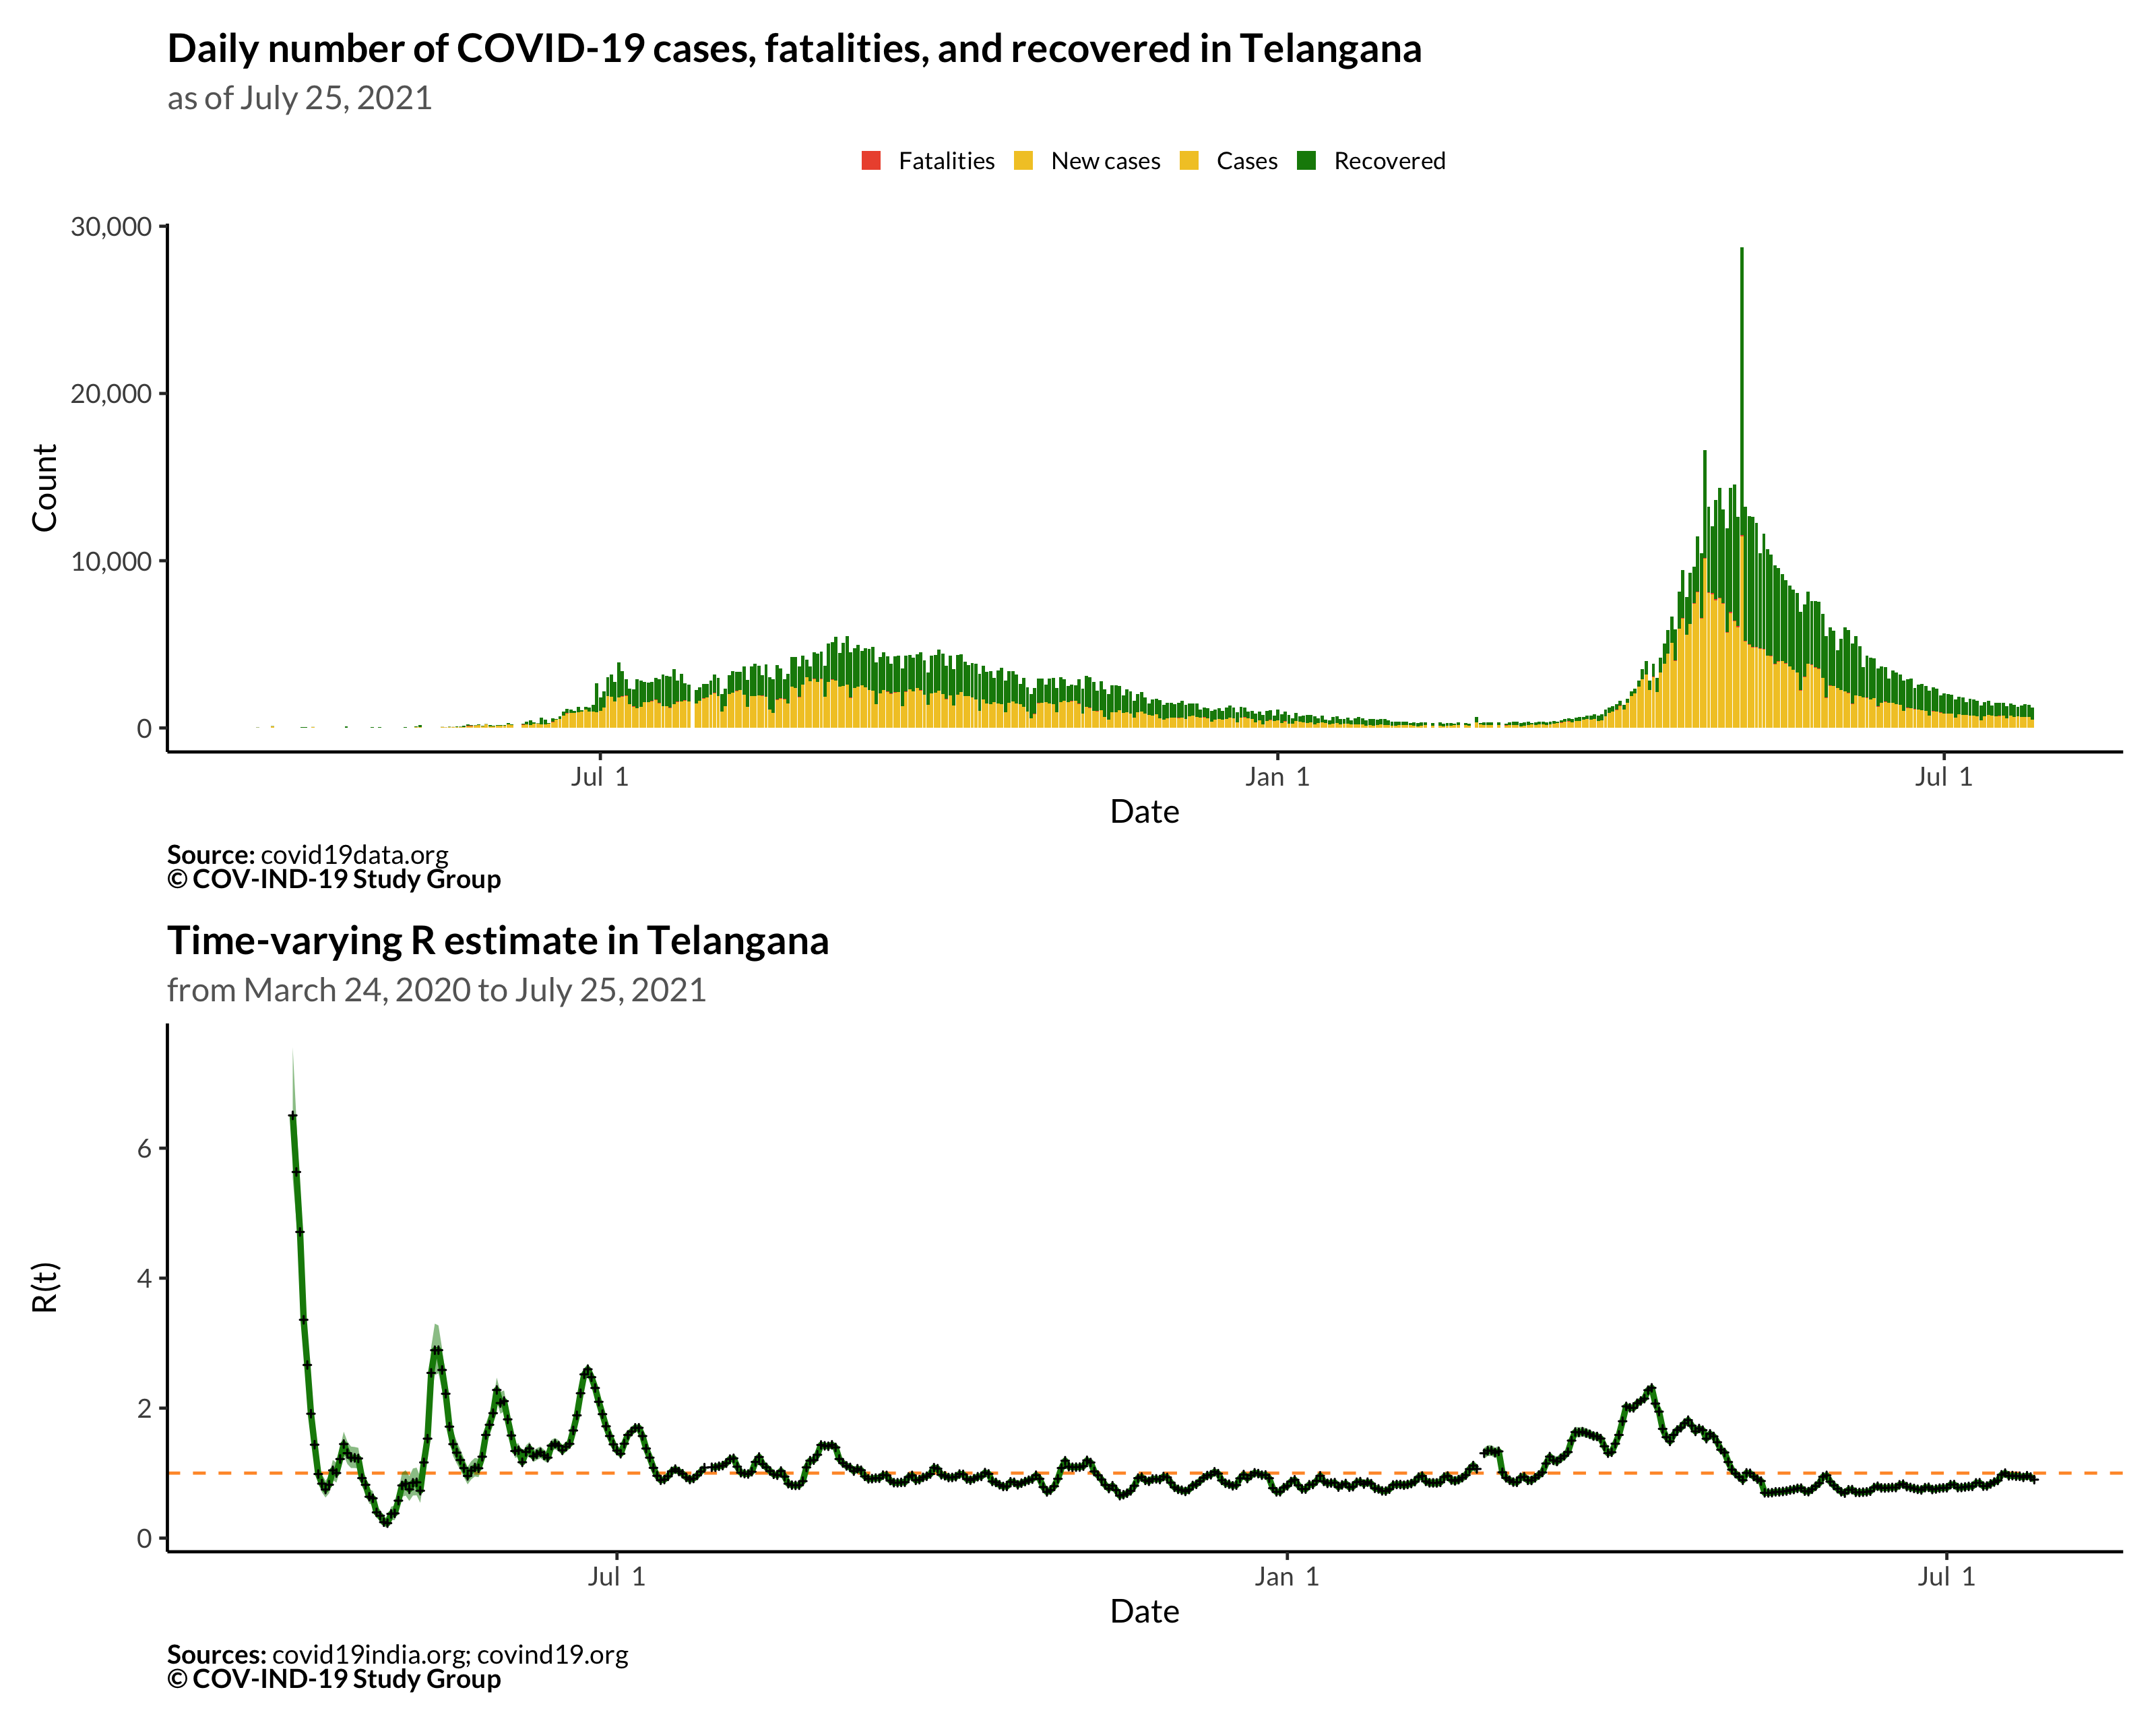 Daily number of COVID-19 cases, fatalities, and recovered in Telangana
as of July 25, 2021
Fatalities New cases Cases Recovered
30,000
20,000
10,000
0
Count
Jul 1 Jan 1 Jul 1
Date
Source: covid19data.org
© COV-IND-19 Study Group
Time-varying R estimate in Telangana
from March 24, 2020 to July 25, 2021
6
4
2
0
R(t)
Jul 1 Jan 1 Jul 1
Date
Sources: covid19india.org; covind19.org
© COV-IND-19 Study Group